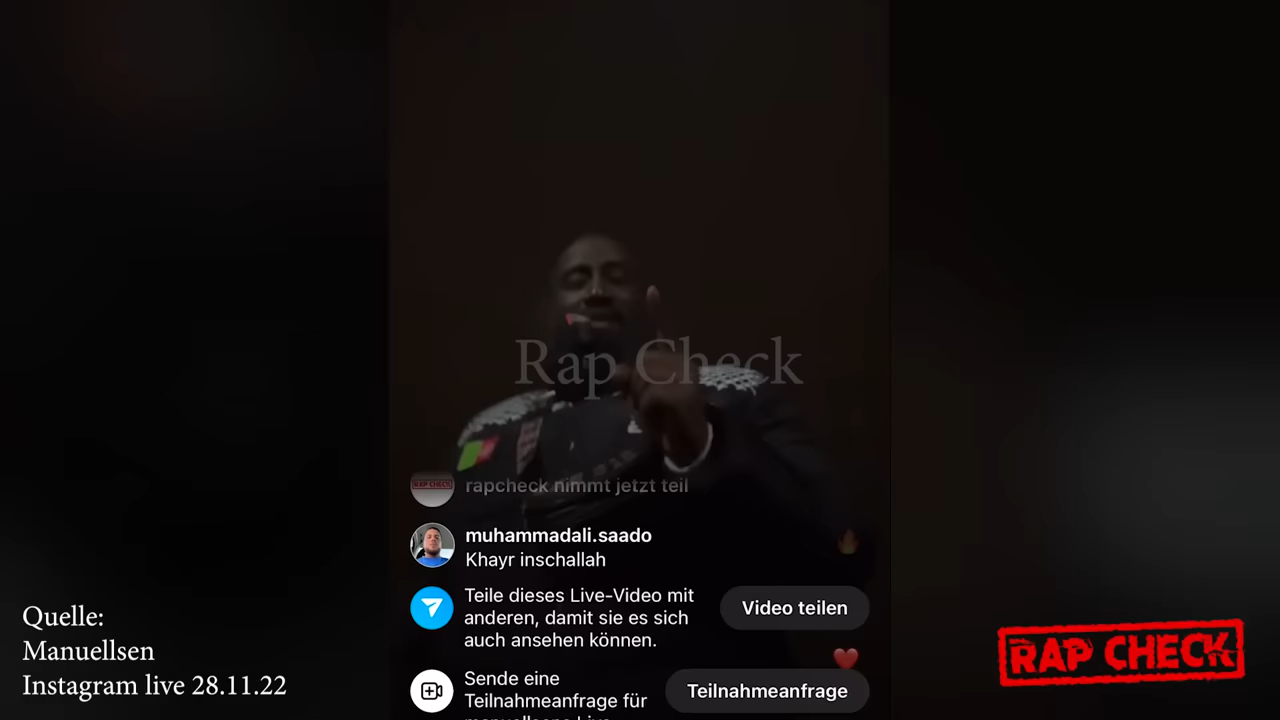 Rap Check
RAP CHECK
rapcheck nimmt jetzt teil
muhammadali.saado
Khayr inschallah
Teile dieses Live-Video mit
anderen, damit sie es sich
auch ansehen können.
Video teilen
Sende eine
Teilnahmeanfrage für
Teilnahmeanfrage
Quelle:
Manuellsen
Instagram live 28.11.22
RAP CHECK